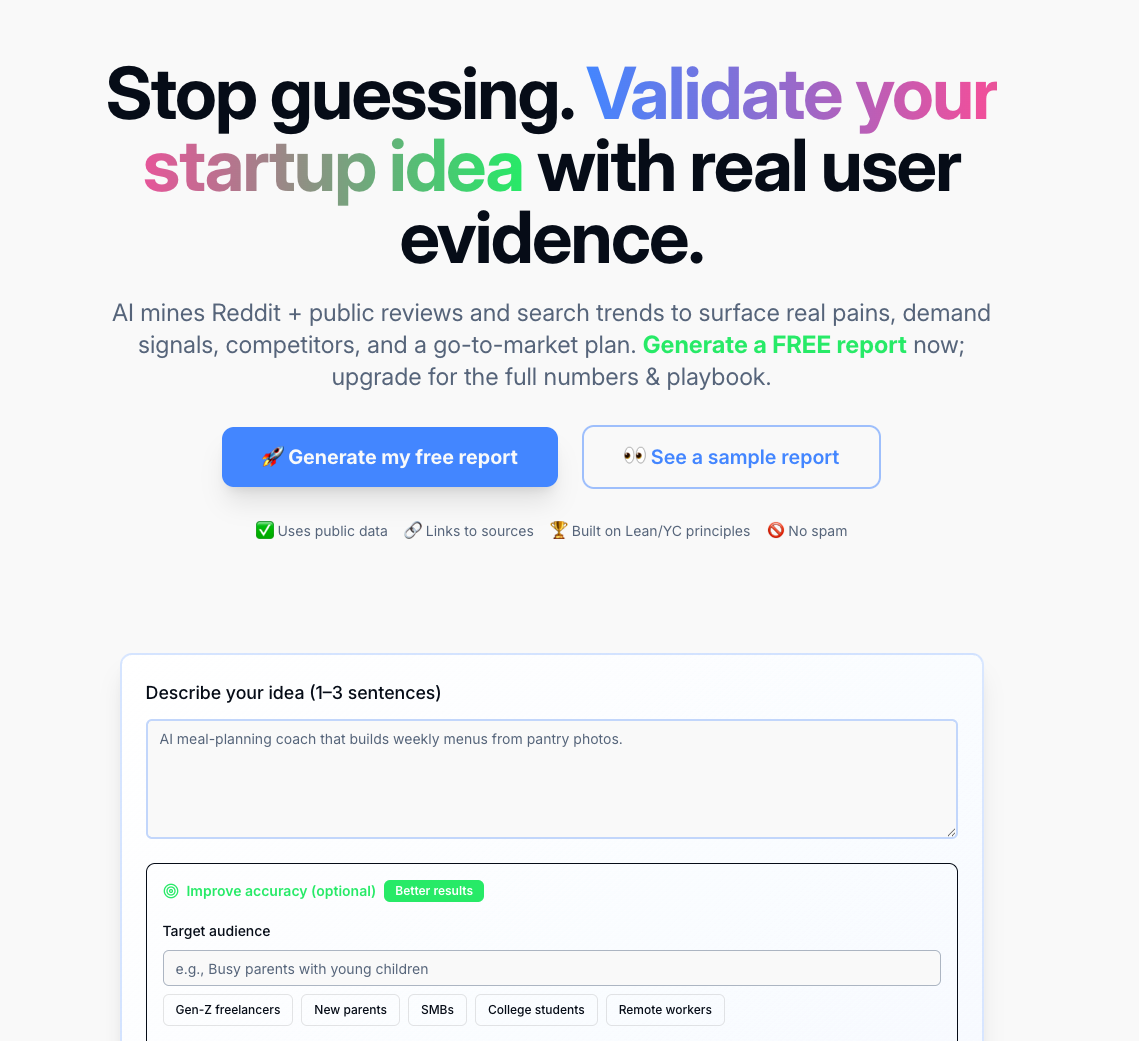 Stop guessing. Validate your
startup idea with real user
evidence.
AI mines Reddit + public reviews and search trends to surface real pains, demand
signals, competitors, and a go-to-market plan. Generate a FREE report now;
upgrade for the full numbers & playbook.
🚀 Generate my free report
👀 See a sample report
✅ Uses public data 🔗 Links to sources 🏆 Built on Lean/YC principles 🚫 No spam
Describe your idea (1–3 sentences)
AI meal-planning coach that builds weekly menus from pantry photos.
Improve accuracy (optional) Better results
Target audience
e.g., Busy parents with young children
Gen-Z freelancers New parents SMBs College students Remote workers